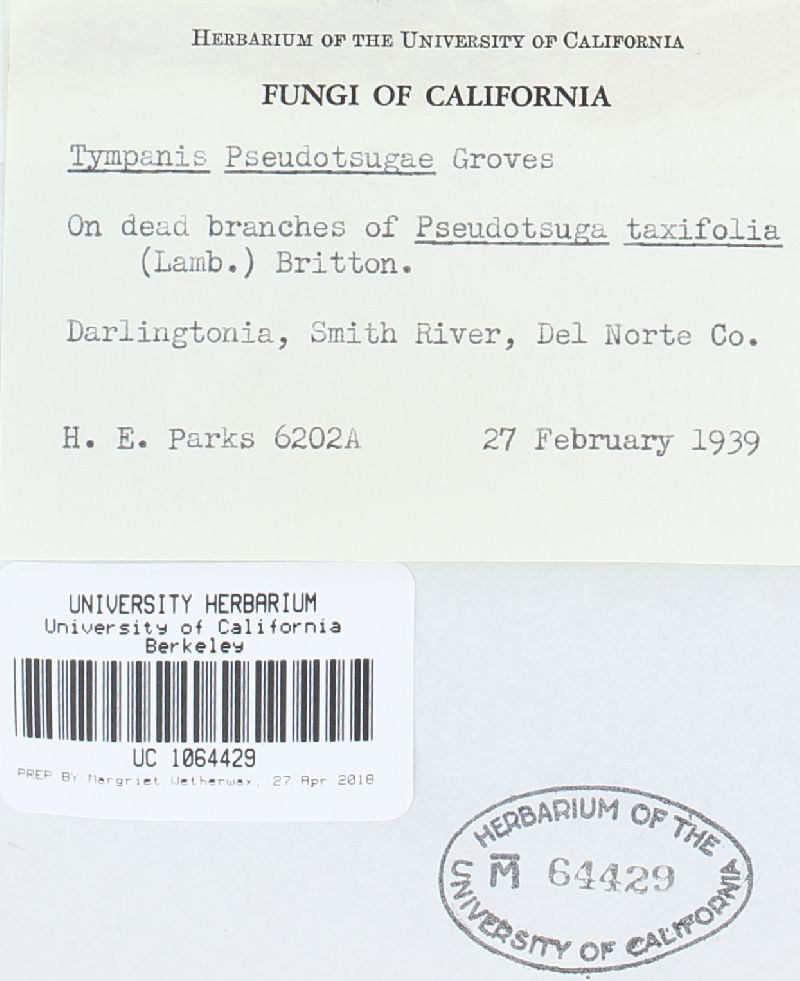 HERBARIUM OF THE UNIVERSITY OF CALIFORNIA
FUNGI OF CALIFORNIA
Tympanis Pseudotsugae Groves
On dead branches of Pseudotsuga taxifolia
(Lamb.) Britton.
Darlingtonia, Smith River, Del Norte Co.
H. E. Parks 6202A 27 February 1939
UNIVERSITY HERBARIUM
University of California
Berkeley
UC 1064429
PREP BY Margriet Wetherwax, 27 Apr 2018
HERBARIUM OF THE
M̅ 64429
UNIVERSITY OF CALIFORNIA